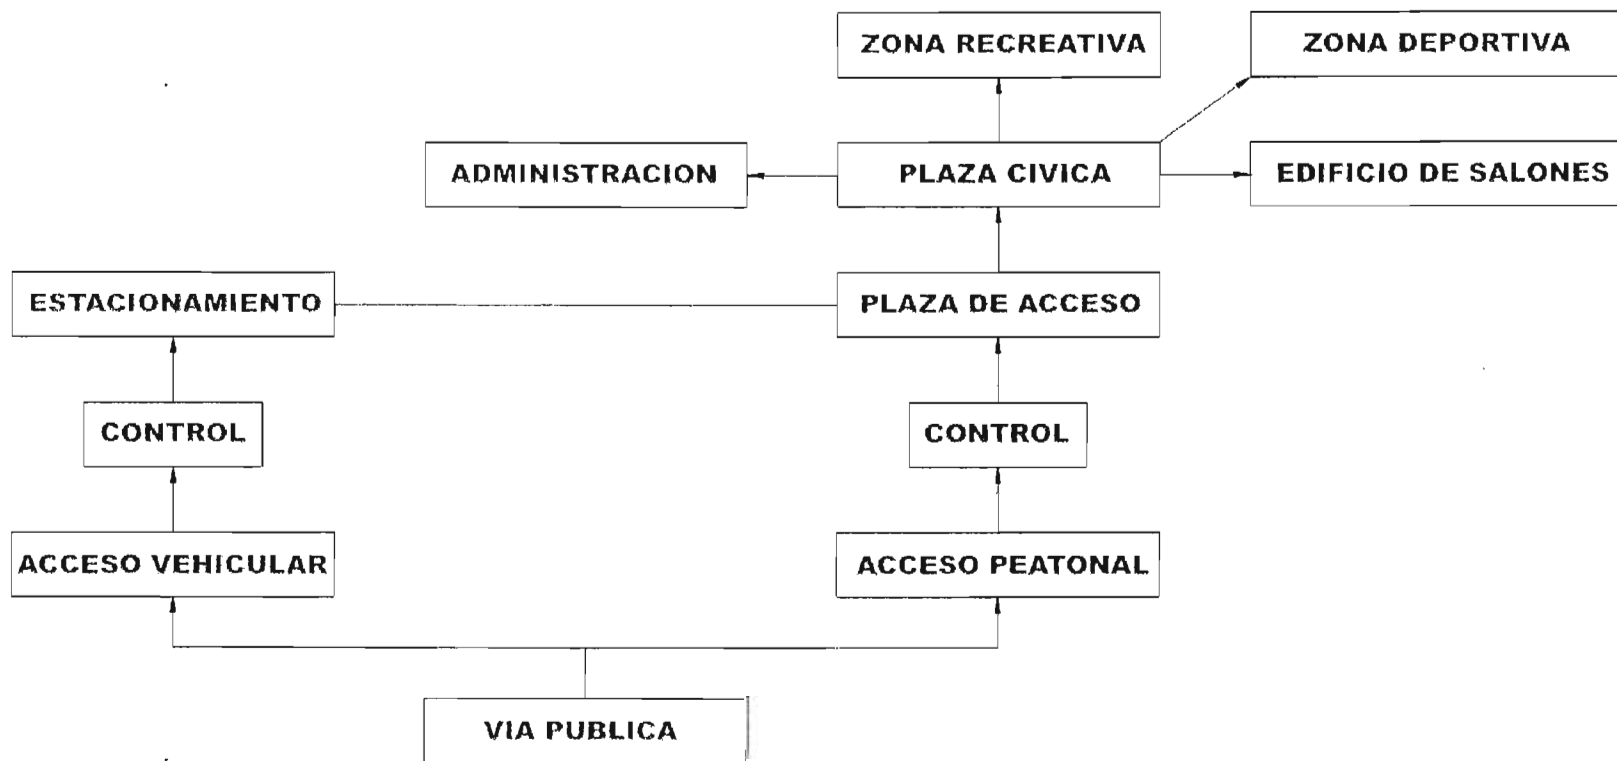 ZONA RECREATIVA
ZONA DEPORTIVA
ADMINISTRACION
PLAZA CIVICA
EDIFICIO DE SALONES
ESTACIONAMIENTO
PLAZA DE ACCESO
CONTROL
CONTROL
ACCESO VEHICULAR
ACCESO PEATONAL
VIA PUBLICA